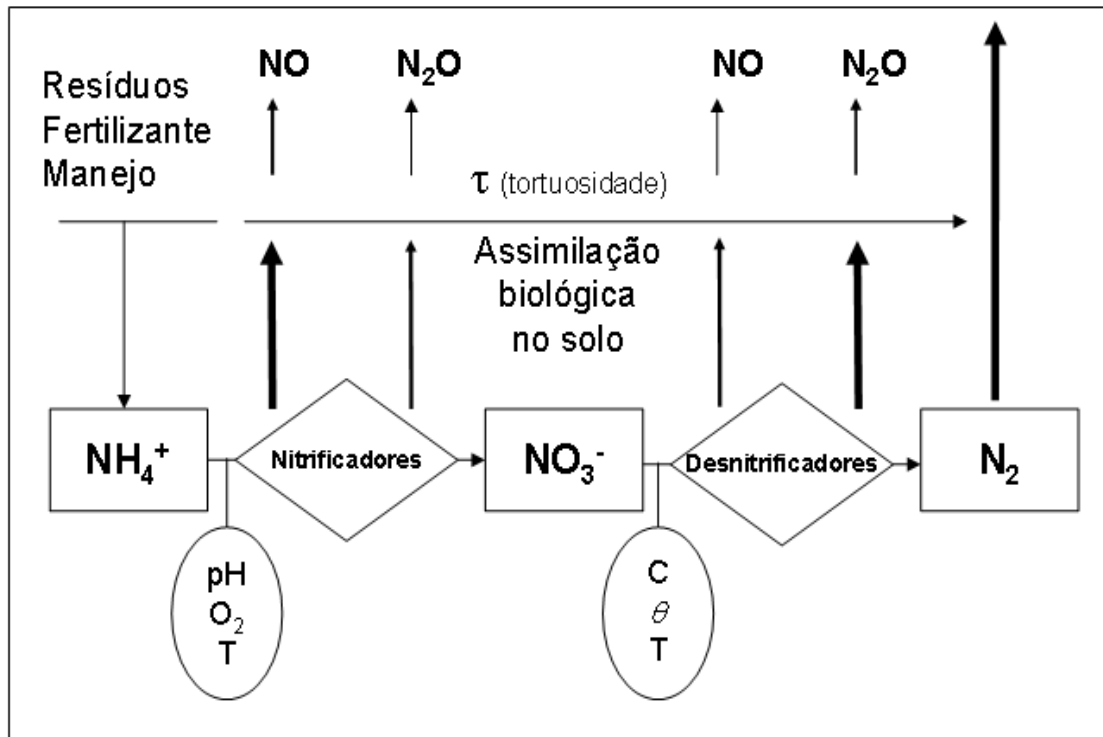 NO
N₂O
NO
N₂O
Resíduos
Fertilizante
Manejo
τ (tortuosidade)
Assimilação
biológica
no solo
NH₄⁺
Nitrificadores
NO₃⁻
Desnitrificadores
N₂
pH
O₂
T
C
θ
T